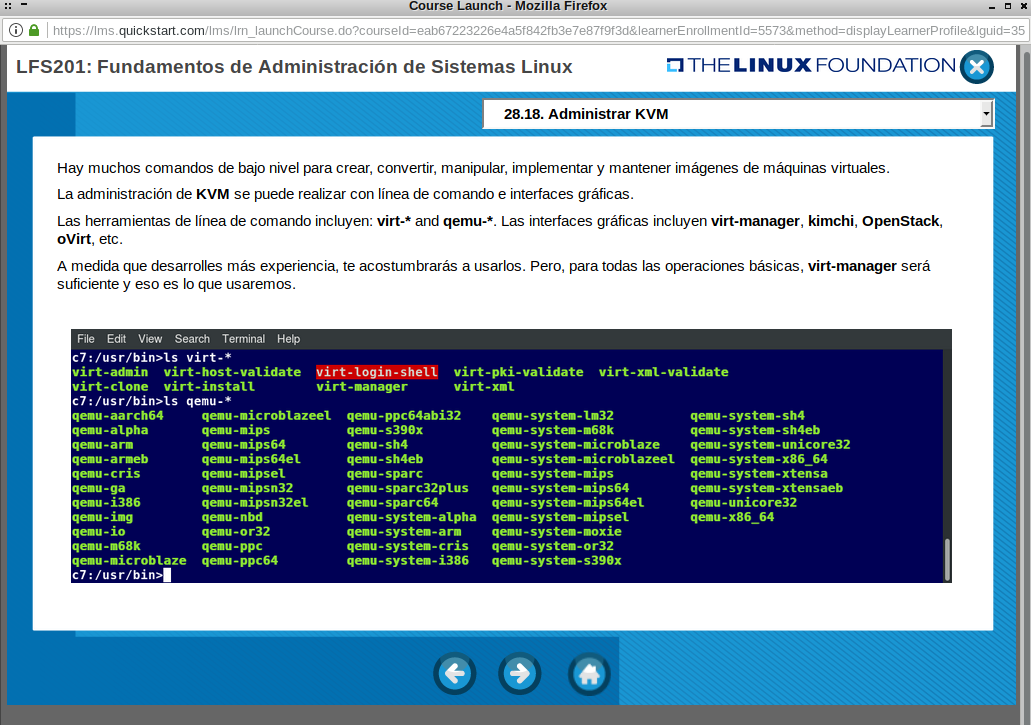 Course Launch - Mozilla Firefox
https://lms.quickstart.com/lms/lrn_launchCourse.do?courseId=eab67223226e4a5f842fb3e7e87f9f3d&learnerEnrollmentId=5573&method=displayLearnerProfile&lguid=35
LFS201: Fundamentos de Administración de Sistemas Linux
THE LINUX FOUNDATION
28.18. Administrar KVM
Hay muchos comandos de bajo nivel para crear, convertir, manipular, implementar y mantener imágenes de máquinas virtuales.
La administración de KVM se puede realizar con línea de comando e interfaces gráficas.
Las herramientas de línea de comando incluyen: virt-* and qemu-*. Las interfaces gráficas incluyen virt-manager, kimchi, OpenStack,
oVirt, etc.
A medida que desarrolles más experiencia, te acostumbrarás a usarlos. Pero, para todas las operaciones básicas, virt-manager será
suficiente y eso es lo que usaremos.
File Edit View Search Terminal Help
c7:/usr/bin>ls virt-*
virt-admin virt-host-validate virt-login-shell virt-pki-validate virt-xml-validate
virt-clone virt-install virt-manager virt-xml
c7:/usr/bin>ls qemu-*
qemu-aarch64 qemu-microblazeel qemu-ppc64abi32 qemu-system-lm32 qemu-system-sh4
qemu-alpha qemu-mips qemu-s390x qemu-system-m68k qemu-system-sh4eb
qemu-arm qemu-mips64 qemu-sh4 qemu-system-microblaze qemu-system-unicore32
qemu-armeb qemu-mips64el qemu-sh4eb qemu-system-microblazeel qemu-system-x86_64
qemu-cris qemu-mipsel qemu-sparc qemu-system-mips qemu-system-xtensa
qemu-ga qemu-mipsn32 qemu-sparc32plus qemu-system-mips64 qemu-system-xtensaeb
qemu-i386 qemu-mipsn32el qemu-sparc64 qemu-system-mips64el qemu-unicore32
qemu-img qemu-nbd qemu-system-alpha qemu-system-mipsel qemu-x86_64
qemu-io qemu-or32 qemu-system-arm qemu-system-moxie
qemu-m68k qemu-ppc qemu-system-cris qemu-system-or32
qemu-microblaze qemu-ppc64 qemu-system-i386 qemu-system-s390x
c7:/usr/bin>